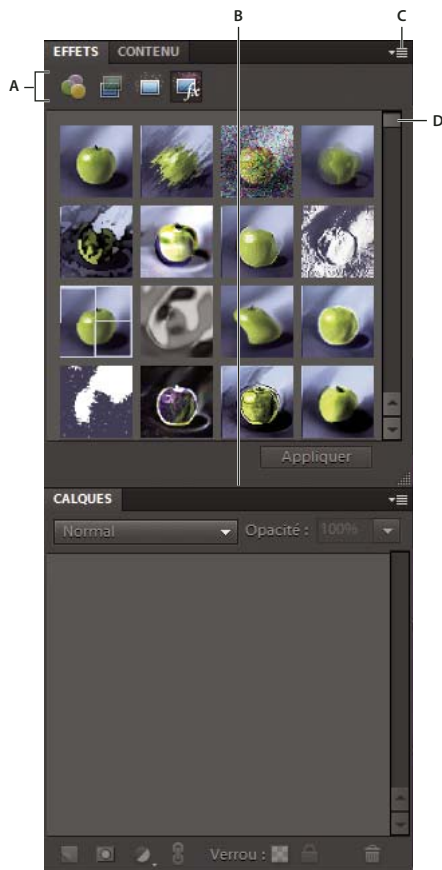 B
C
EFFETS CONTENU
A
D
Appliquer
CALQUES
Normal Opacité : 100%
Verrou :